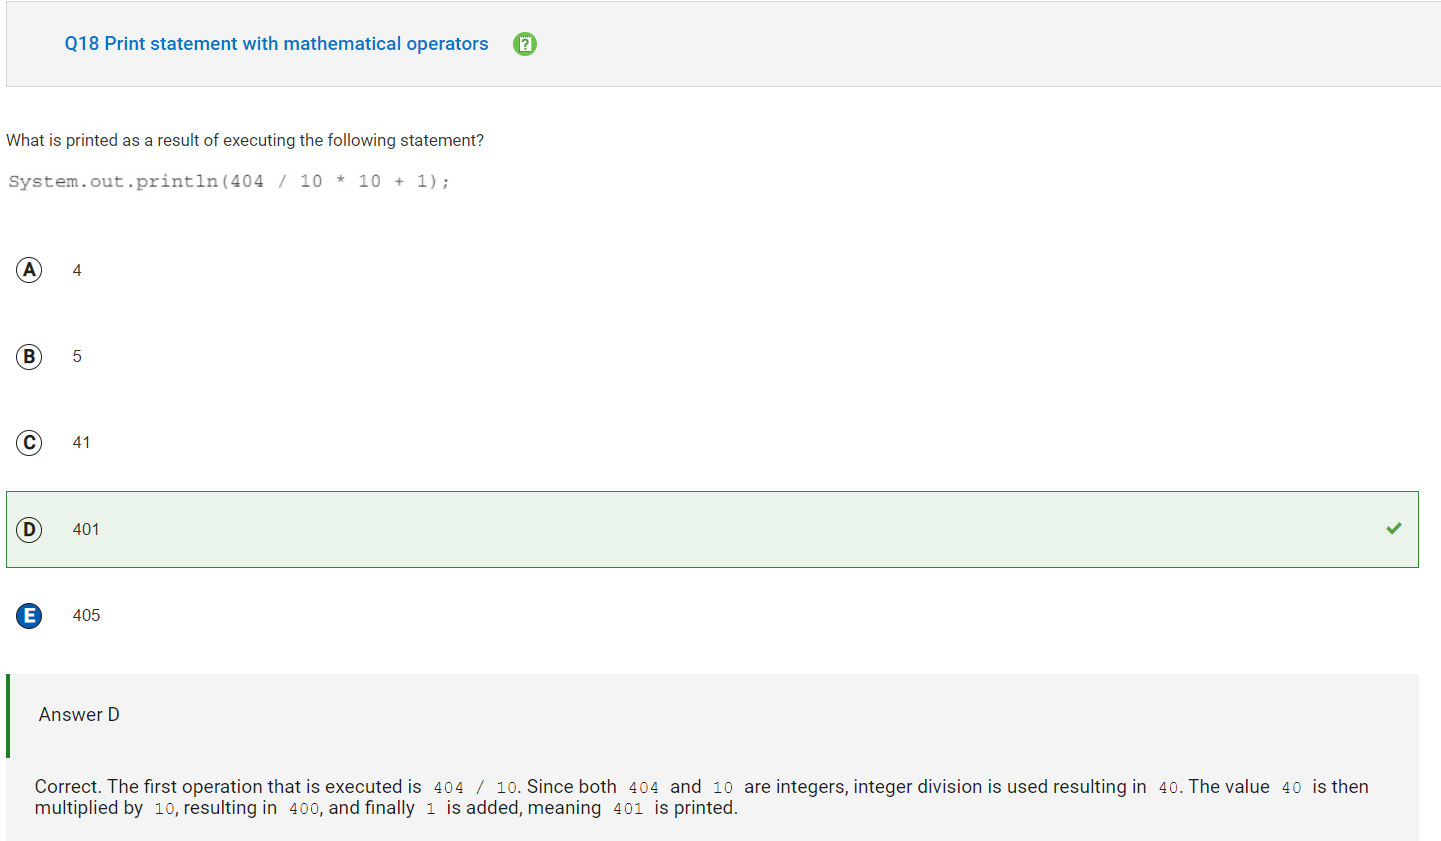 Q18 Print statement with mathematical operators
What is printed as a result of executing the following statement?
System.out.println(404 / 10 * 10 + 1);
A 4
B 5
C 41
D 401
E 405
Answer D
Correct. The first operation that is executed is 404 / 10. Since both 404 and 10 are integers, integer division is used resulting in 40. The value 40 is then
multiplied by 10, resulting in 400, and finally 1 is added, meaning 401 is printed.